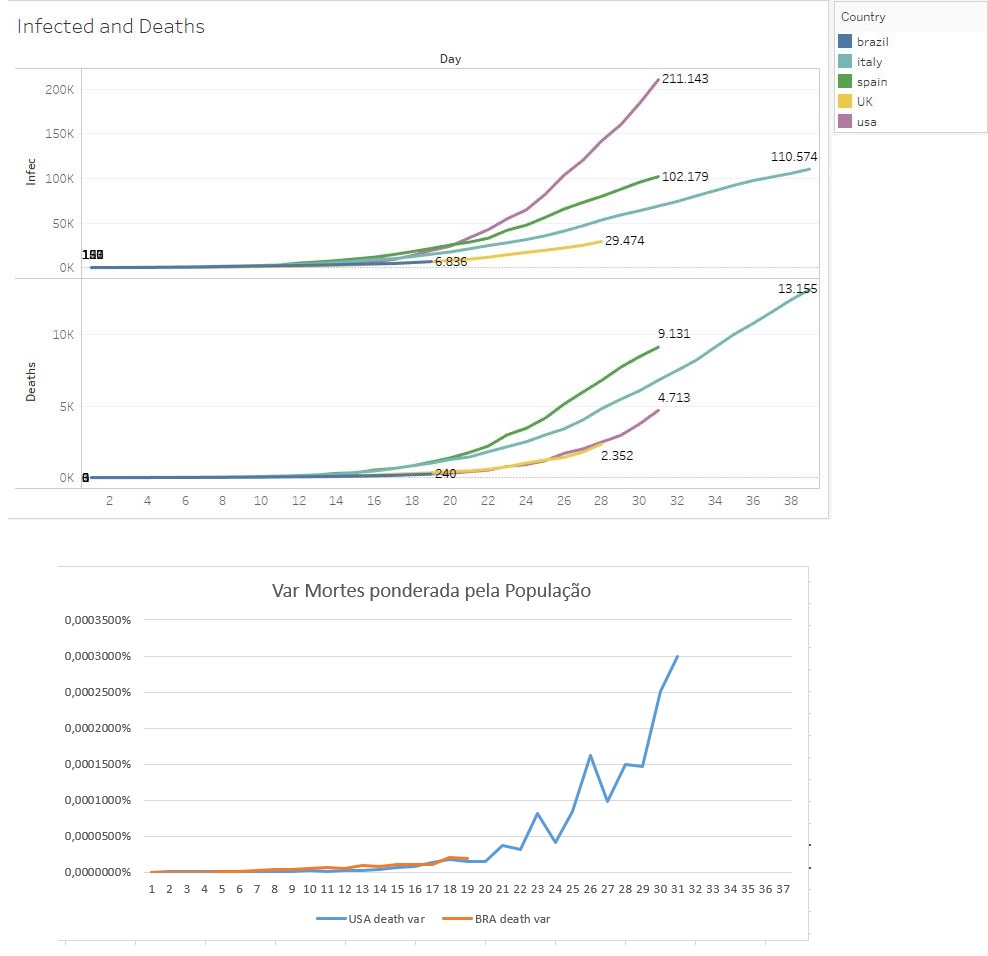 Infected and Deaths
Country
brazil
italy
spain
UK
usa
Day
Infec
200K
150K
100K
50K
0K
211.143
110.574
102.179
29.474
6.836
Deaths
10K
5K
0K
13.155
9.131
4.713
2.352
240
2 4 6 8 10 12 14 16 18 20 22 24 26 28 30 32 34 36 38
Var Mortes ponderada pela População
0,0003500%
0,0003000%
0,0002500%
0,0002000%
0,0001500%
0,0001000%
0,0000500%
0,0000000%
1 2 3 4 5 6 7 8 9 10 11 12 13 14 15 16 17 18 19 20 21 22 23 24 25 26 27 28 29 30 31 32 33 34 35 36 37
USA death var BRA death var